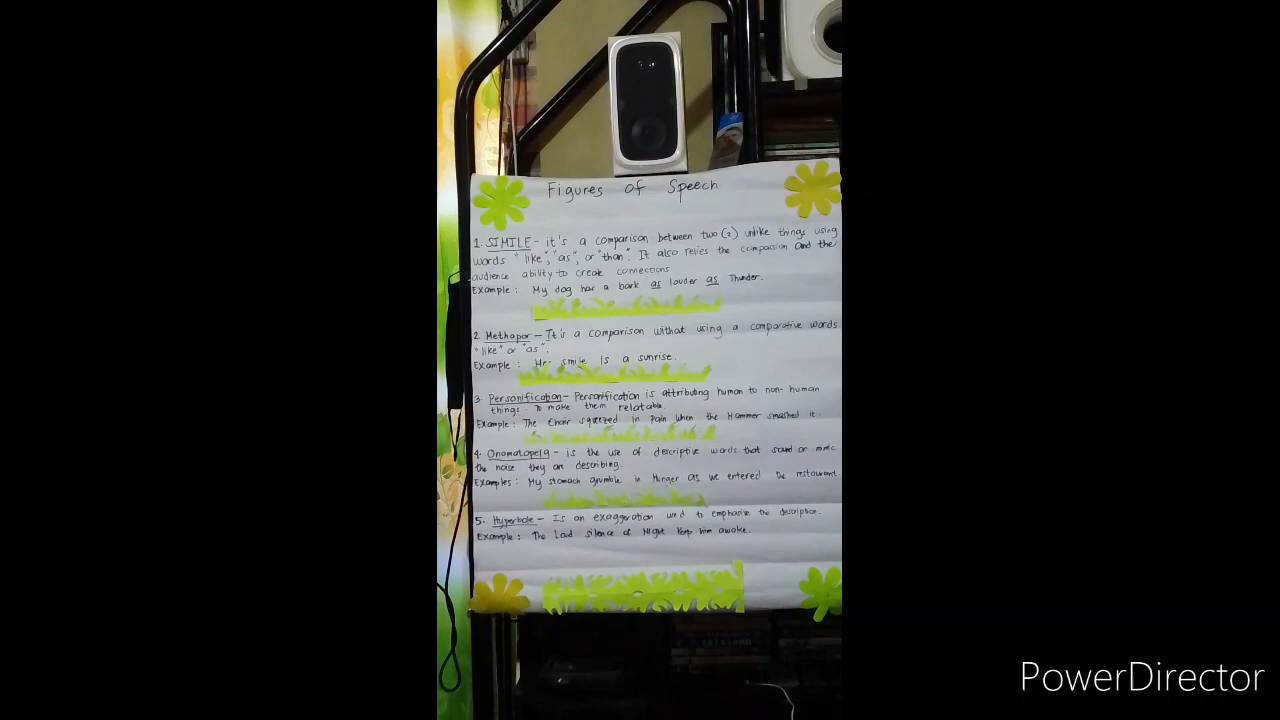 Figures of Speech
1. SIMILE - it's a comparison between two (2) unlike things using
words "like", "as", or "than". It also relies the comparison and the
audience ability to create connections
Example : My dog has a bark as louder as Thunder.
2. Methapor - It's a comparison without using a comparative words
"like" or "as".
Example : Her smile Is a sunrise.
3. Personification - Personification is attributing human to non-human
things. To make them relatable.
Example : The Chair squeezed in Pain when the Hammer smashed it.
4. Onomatopeia - is the use of descriptive words that sound or mimic
the noise they are describing.
Examples : My stomach grumble in Hunger as we entered the restaurant.
5. Hyperbole - Is an exaggeration used to emphasize the description.
Example : The Loud silence of Night Keep him awake.
PowerDirector